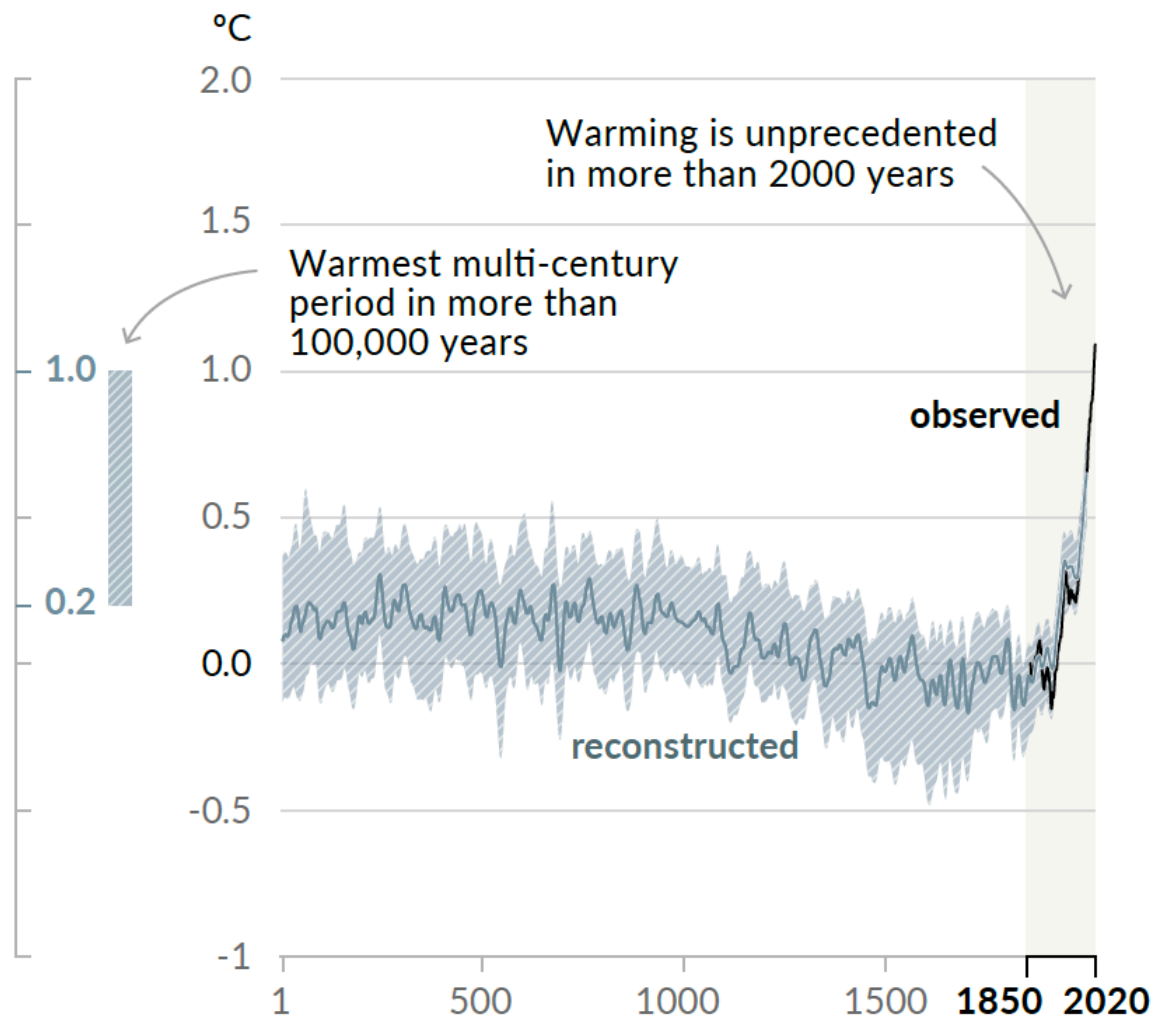 ºC
2.0
Warming is unprecedented
in more than 2000 years
1.5
Warmest multi-century
period in more than
100,000 years
1.0
1.0
observed
0.5
0.2
0.0
reconstructed
-0.5
-1
1 500 1000 1500 1850 2020